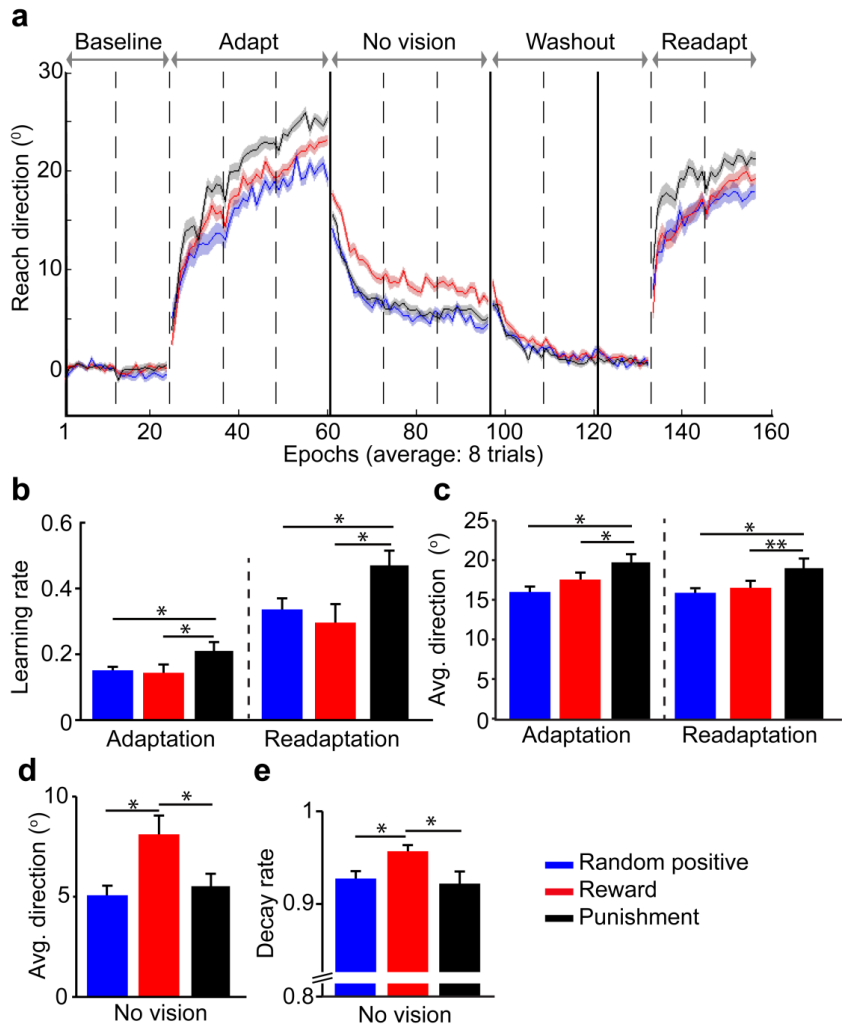 a
Baseline Adapt No vision Washout Readapt
30
20
10
0
Reach direction (⁰)
1 20 40 60 80 100 120 140 160
Epochs (average: 8 trials)
b
0.6
0.4
0.2
0
Learning rate
* * * *
Adaptation Readaptation
c
25
20
15
10
5
0
Avg. direction (°)
* * * **
Adaptation Readaptation
d
10
5
0
Avg. direction (°)
* *
No vision
e
1
0.9
0.8
Decay rate
* *
No vision
Random positive
Reward
Punishment